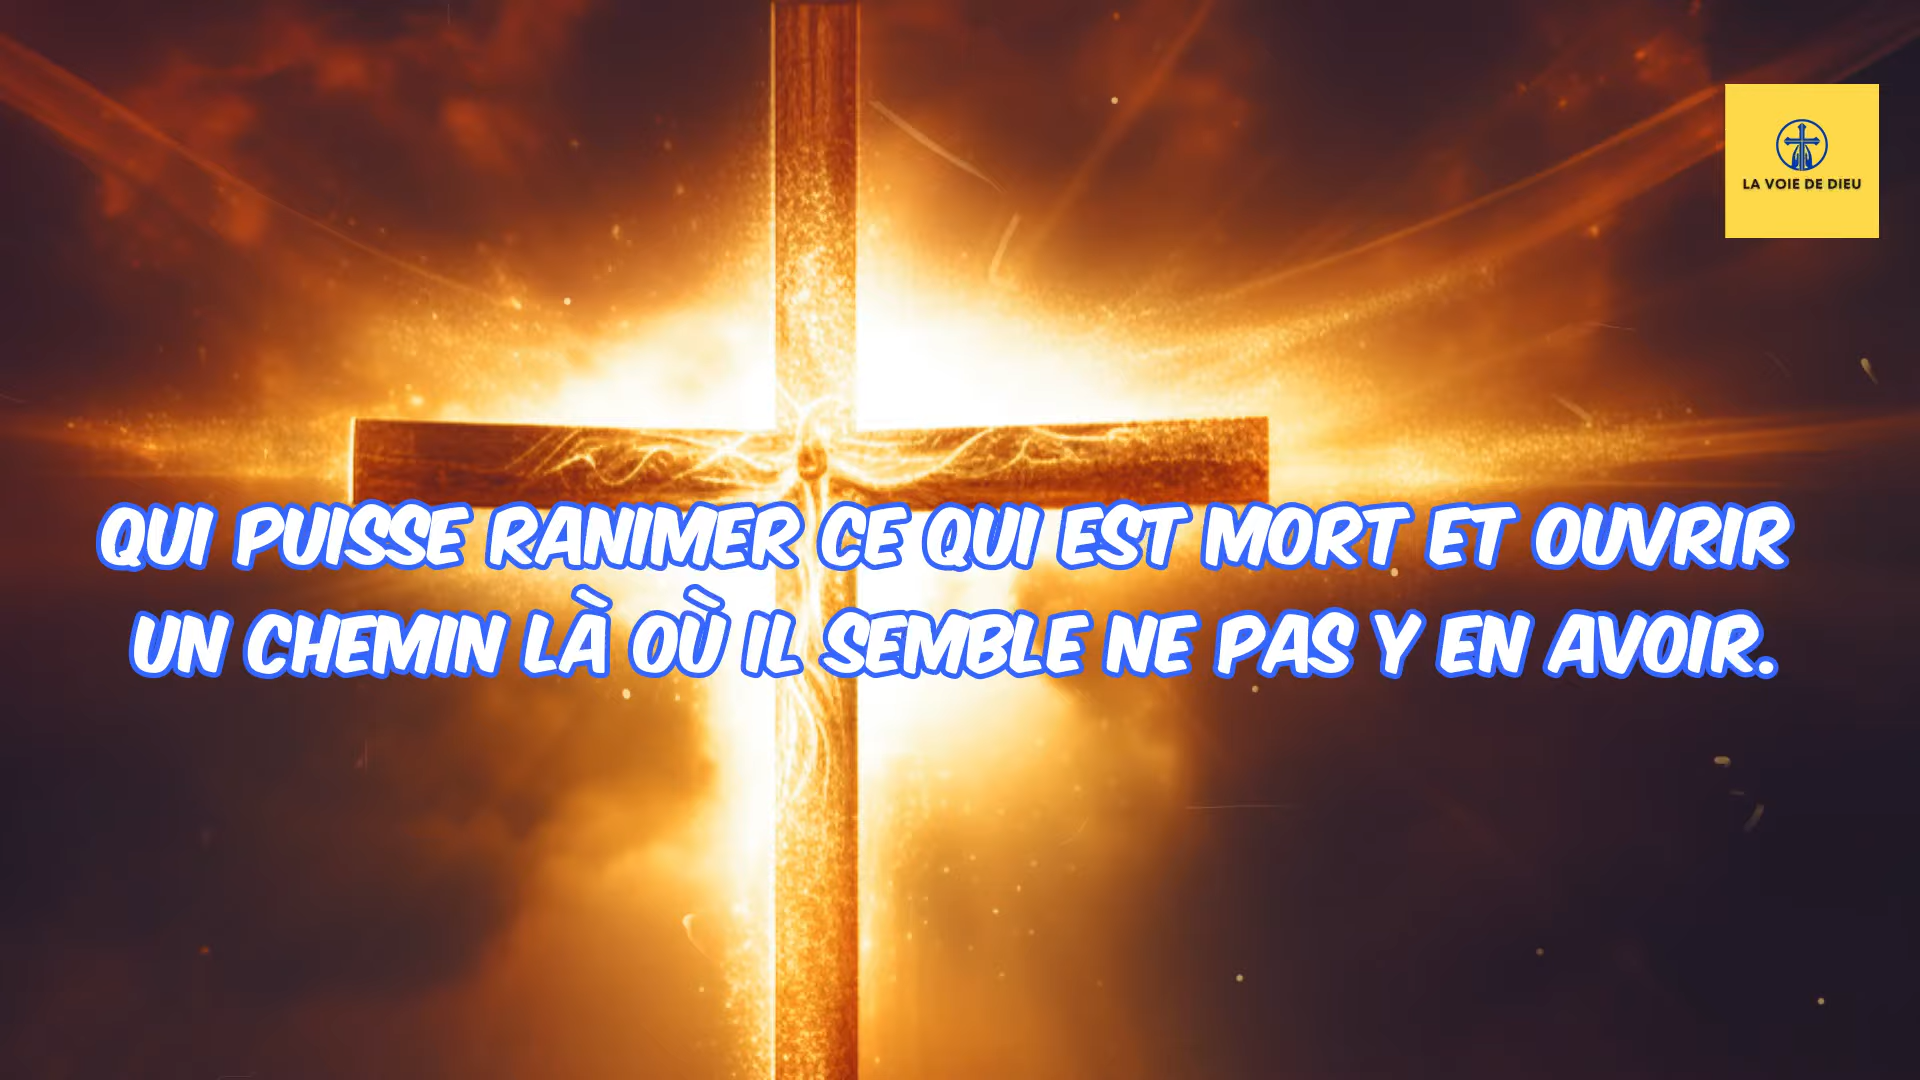 LA VOIE DE DIEU
QUI PUISSE RANIMER CE QUI EST MORT ET OUVRIR
UN CHEMIN LÀ OÙ IL SEMBLE NE PAS Y EN AVOIR.